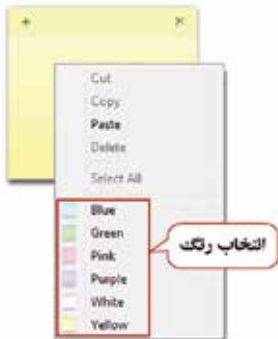 Cut
Copy
Paste
Delete
Select All
Blue
Green
Pink
Purple
White
Yellow
انتخاب رنگ